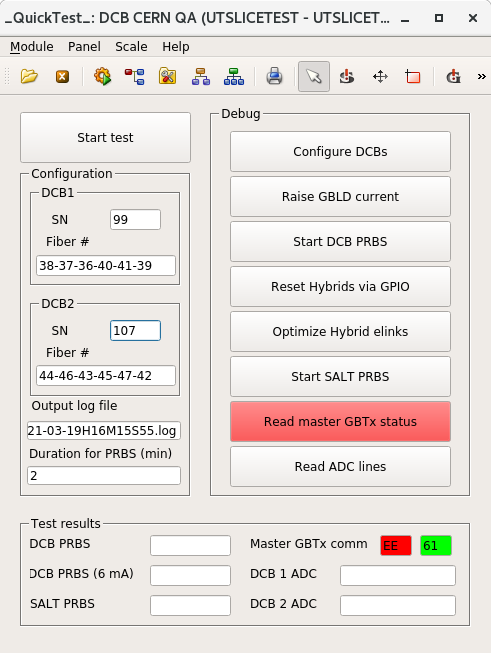 _QuickTest_: DCB CERN QA (UTSLICETEST - UTSLICET...
Module Panel Scale Help
Start test
Configuration
DCB1
SN 99
Fiber #
38-37-36-40-41-39
DCB2
SN 107
Fiber #
44-46-43-45-47-42
Output log file
21-03-19H16M15S55.log
Duration for PRBS (min)
2
Debug
Configure DCBs
Raise GBLD current
Start DCB PRBS
Reset Hybrids via GPIO
Optimize Hybrid elinks
Start SALT PRBS
Read master GBTx status
Read ADC lines
Test results
DCB PRBS
Master GBTx comm EE 61
DCB PRBS (6 mA)
DCB 1 ADC
SALT PRBS
DCB 2 ADC